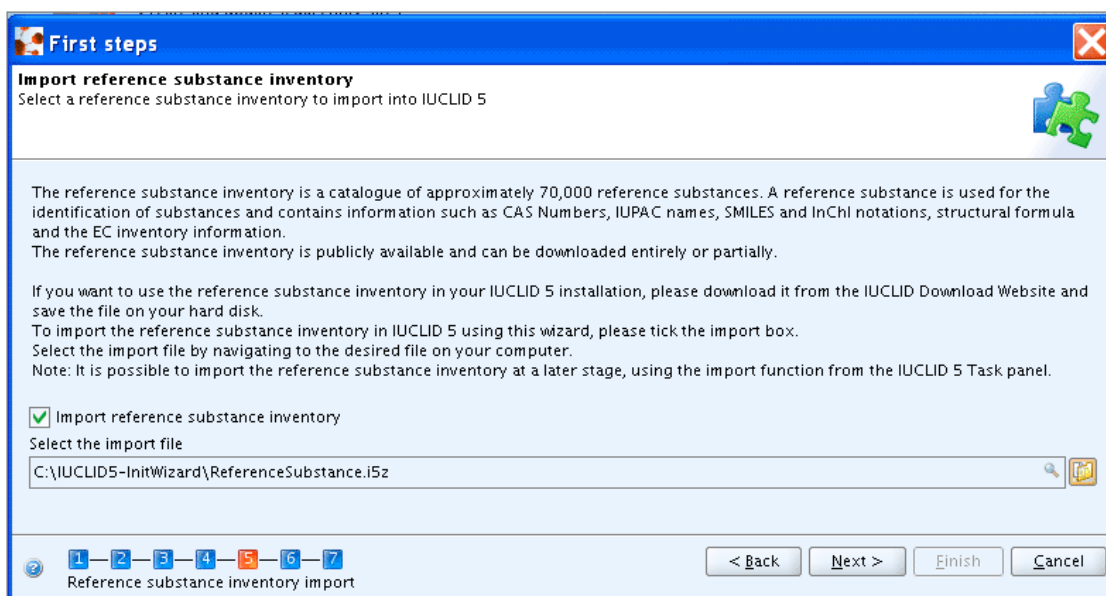 First steps
Import reference substance inventory
Select a reference substance inventory to import into IUCLID 5
The reference substance inventory is a catalogue of approximately 70,000 reference substances. A reference substance is used for the
identification of substances and contains information such as CAS Numbers, IUPAC names, SMILES and InChI notations, structural formula
and the EC inventory information.
The reference substance inventory is publicly available and can be downloaded entirely or partially.
If you want to use the reference substance inventory in your IUCLID 5 installation, please download it from the IUCLID Download Website and
save the file on your hard disk.
To import the reference substance inventory in IUCLID 5 using this wizard, please tick the import box.
Select the import file by navigating to the desired file on your computer.
Note: It is possible to import the reference substance inventory at a later stage, using the import function from the IUCLID 5 Task panel.
Import reference substance inventory
Select the import file
C:\IUCLID5-InitWizard\ReferenceSubstance.i5z
1 2 3 4 5 6 7
Reference substance inventory import
< Back Next > Finish Cancel